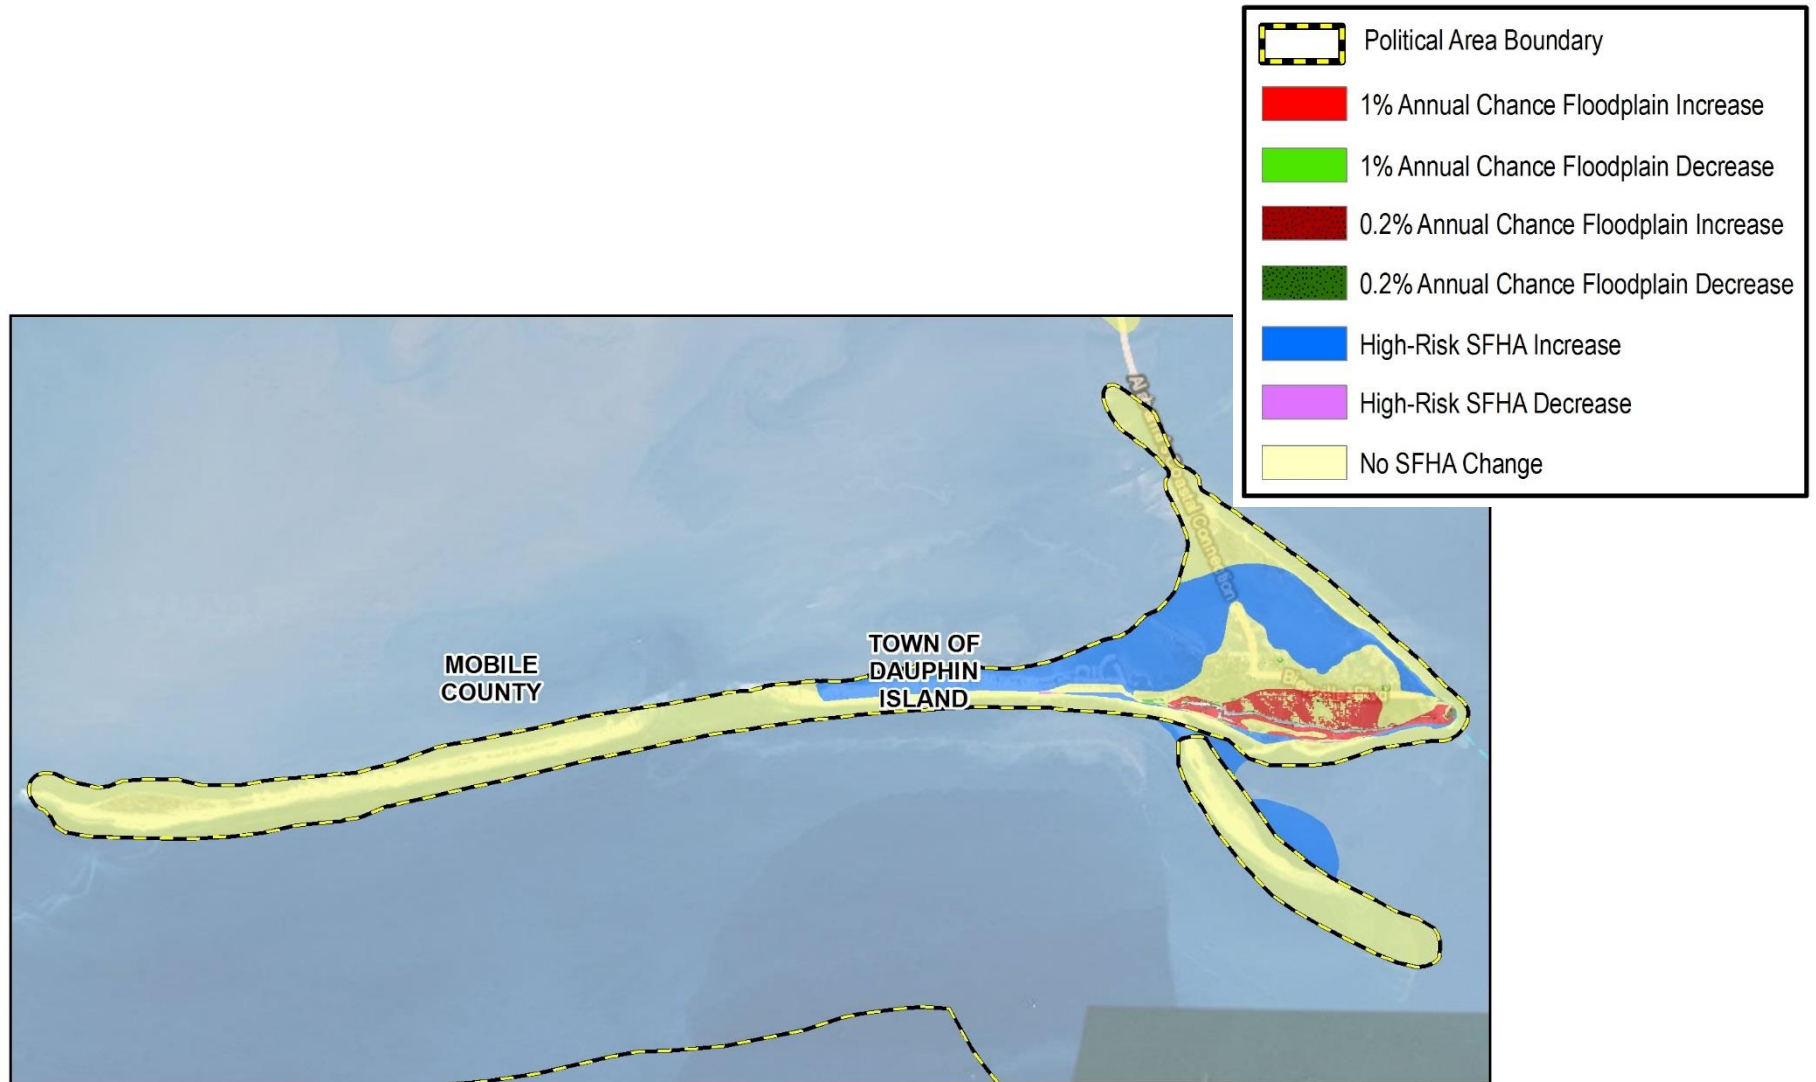 Political Area Boundary
1% Annual Chance Floodplain Increase
1% Annual Chance Floodplain Decrease
0.2% Annual Chance Floodplain Increase
0.2% Annual Chance Floodplain Decrease
High-Risk SFHA Increase
High-Risk SFHA Decrease
No SFHA Change
Coastal Connection
TOWN OF
DAUPHIN
ISLAND
MOBILE
COUNTY